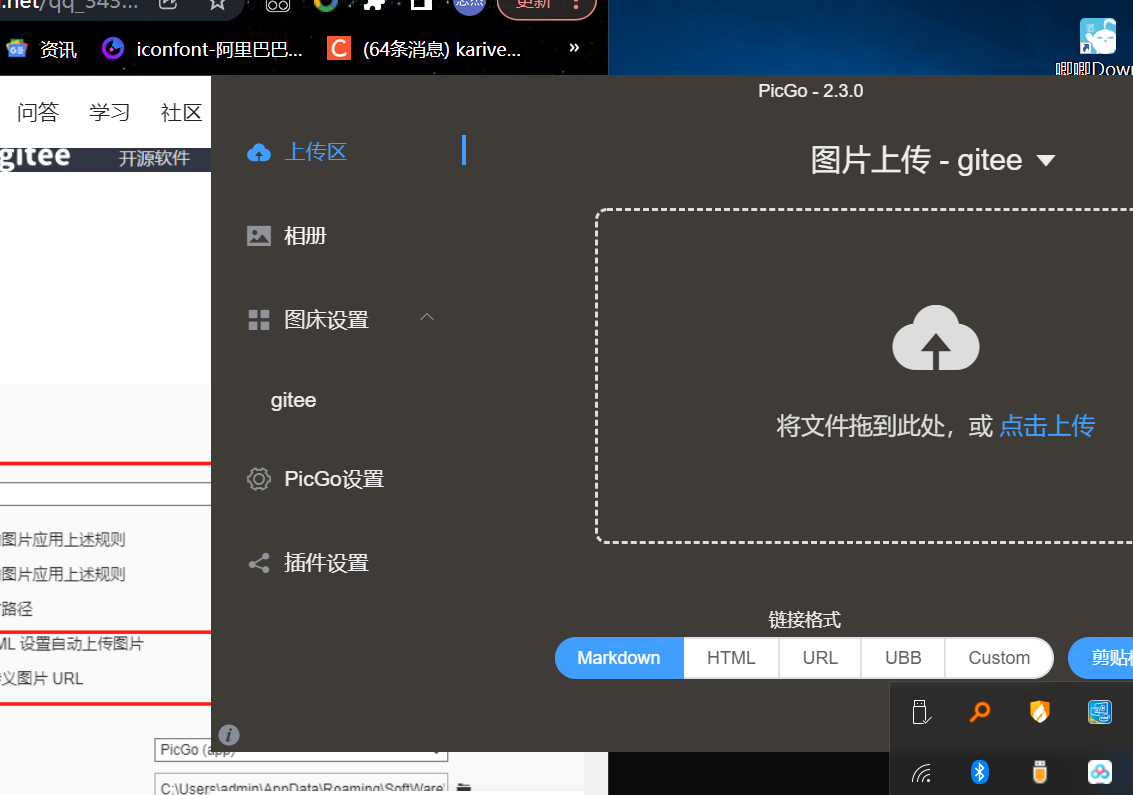 .net/qq_343...
更新
资讯
iconfont-阿里巴巴...
C
(64条消息) karive...
»
唧唧Down
问答
学习
社区
gitee
开源软件
PicGo - 2.3.0
上传区
图片上传 - gitee
相册
图床设置
gitee
将文件拖到此处，或 点击上传
PicGo设置
图片应用上述规则
插件设置
图片应用上述规则
路径
链接格式
ML 设置自动上传图片
Markdown
HTML
URL
UBB
Custom
剪贴
义图片 URL
PicGo (app)
C:\Users\admin\AppData\Roaming\SoftWare\